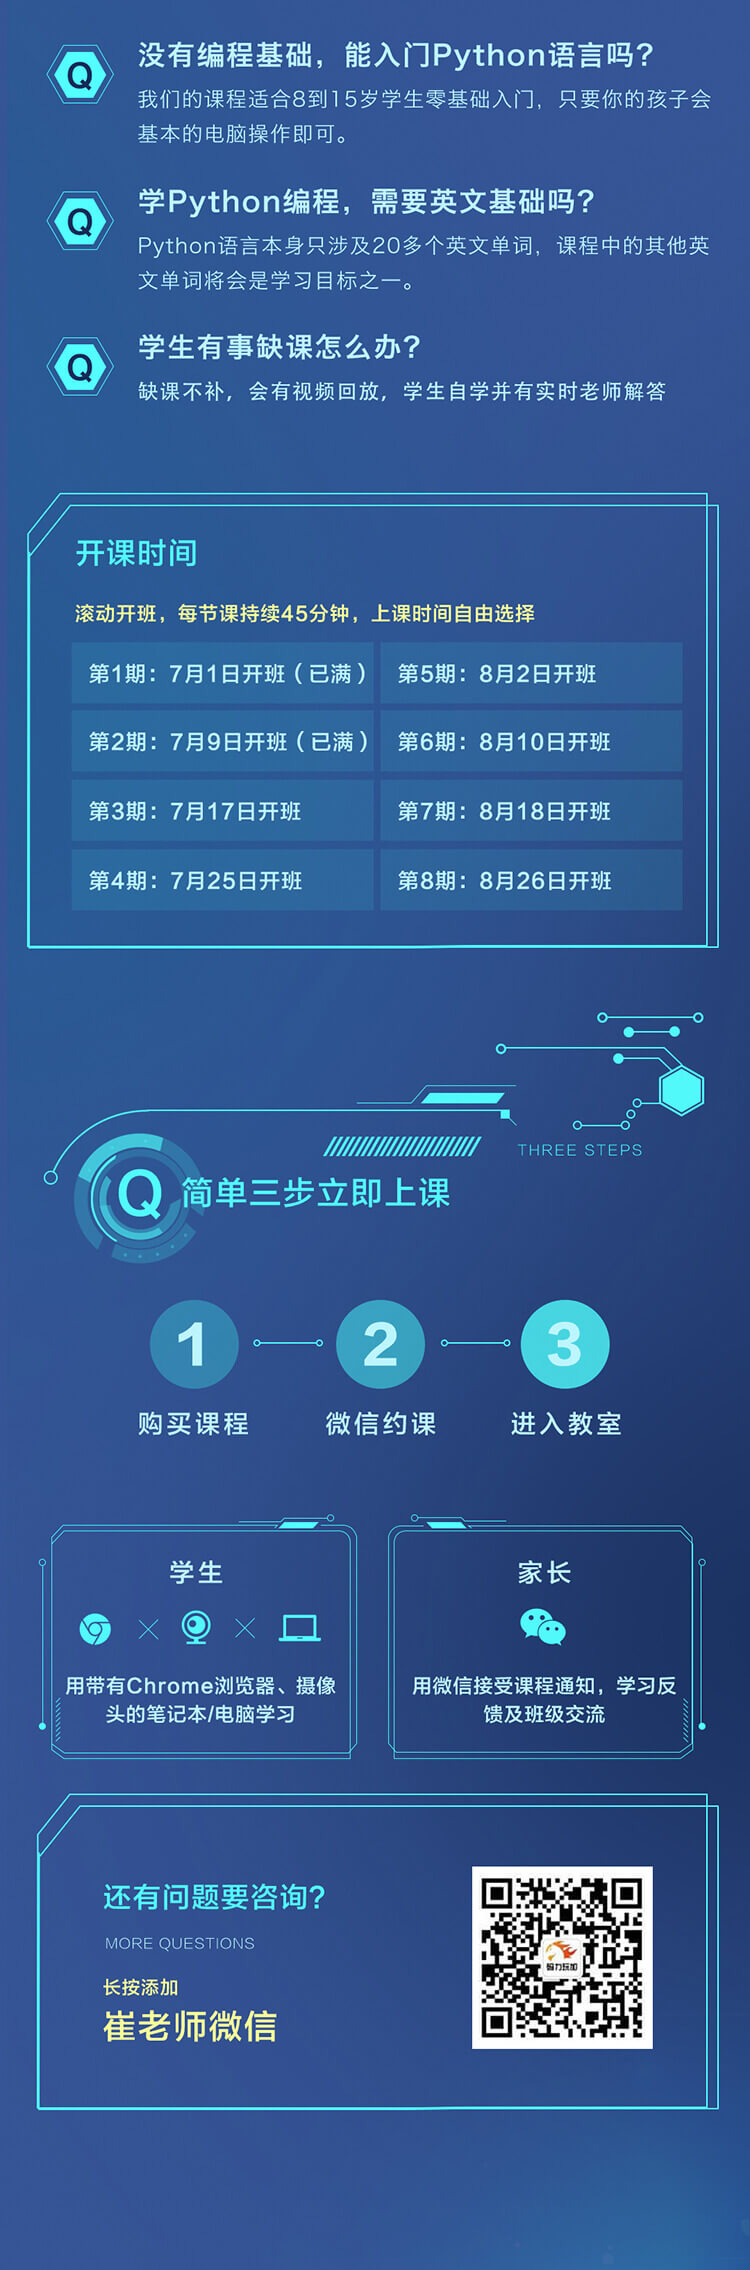 Q
没有编程基础，能入门Python语言吗？
我们的课程适合8到15岁学生零基础入门，只要你的孩子会
基本的电脑操作即可。
Q
学Python编程，需要英文基础吗？
Python语言本身只涉及20多个英文单词，课程中的其他英
文单词将会是学习目标之一。
Q
学生有事缺课怎么办？
缺课不补，会有视频回放，学生自学并有实时老师解答
开课时间
滚动开班，每节课持续45分钟，上课时间自由选择
第1期：7月1日开班（已满）
第5期：8月2日开班
第2期：7月9日开班（已满）
第6期：8月10日开班
第3期：7月17日开班
第7期：8月18日开班
第4期：7月25日开班
第8期：8月26日开班
THREE STEPS
Q 简单三步立即上课
1 2 3
购买课程 微信约课 进入教室
学生
用带有Chrome浏览器、摄像
头的笔记本/电脑学习
家长
用微信接受课程通知，学习反
馈及班级交流
还有问题要咨询？
MORE QUESTIONS
长按添加
崔老师微信
码力玩加